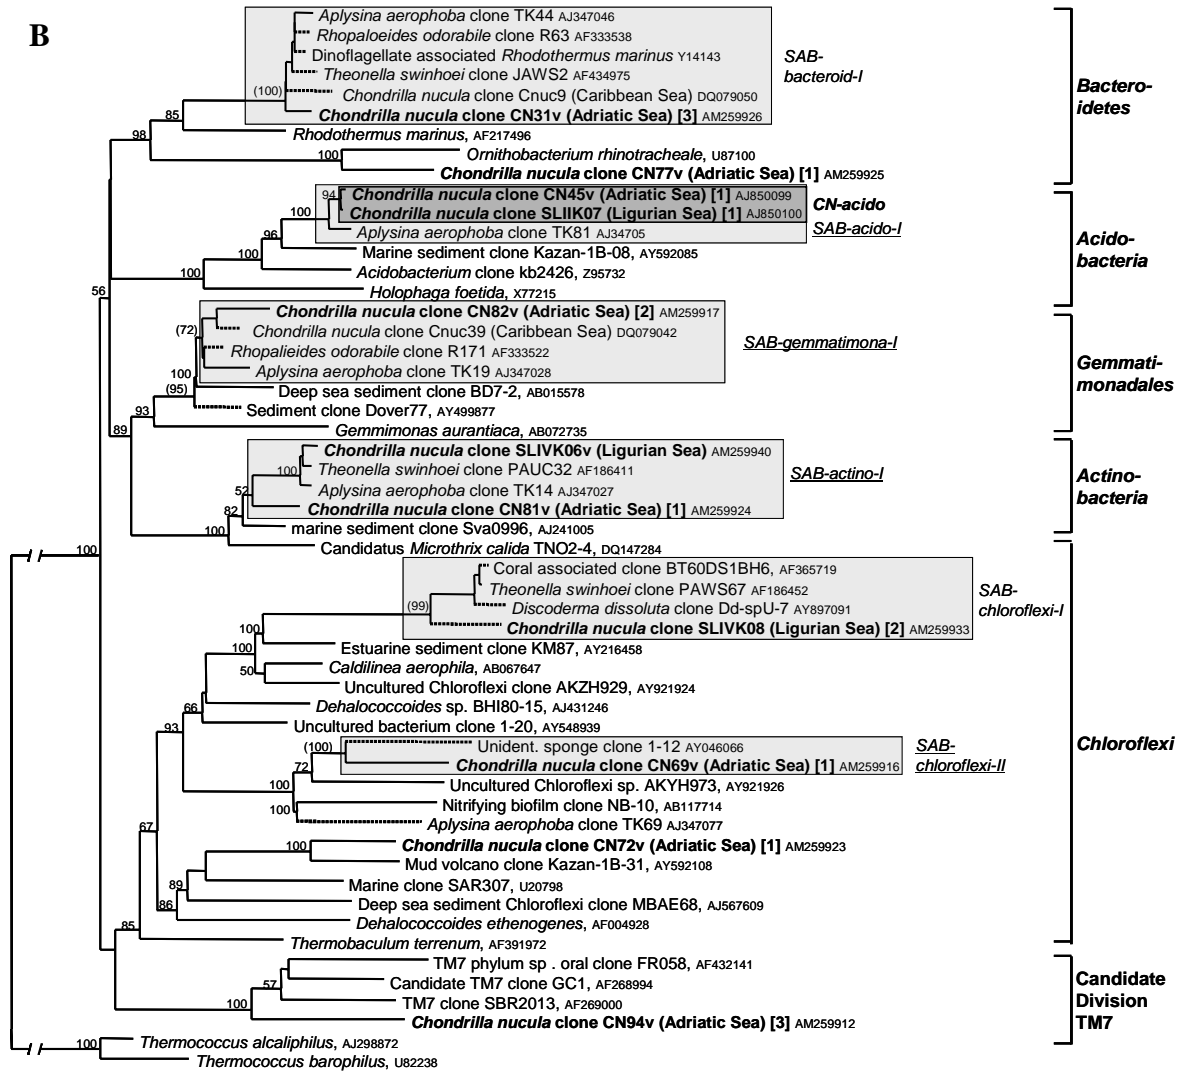 B
Aplysina aerophoba clone TK44 AJ347046
Rhopaloeides odorabile clone R63 AF333538
Dinoflagellate associated Rhodothermus marinus Y14143
SAB-
bacteroid-I
Theonella swinhoei clone JAWS2 AF434975
(100)
Chondrilla nucula clone Cnuc9 (Caribbean Sea) DQ079050
Chondrilla nucula clone CN31v (Adriatic Sea) [3] AM259926
85
Rhodothermus marinus, AF217496
98
100
Ornithobacterium rhinotracheale, U87100
Chondrilla nucula clone CN77v (Adriatic Sea) [1] AM259925
Bactero-
idetes
94
Chondrilla nucula clone CN45v (Adriatic Sea) [1] AJ850099
Chondrilla nucula clone SLIIK07 (Ligurian Sea) [1] AJ850100
CN-acido
100
Aplysina aerophoba clone TK81 AJ34705
SAB-acido-I
96
Marine sediment clone Kazan-1B-08, AY592085
100
Acidobacterium clone kb2426, Z95732
100
Holophaga foetida, X77215
Acido-
bacteria
56
Chondrilla nucula clone CN82v (Adriatic Sea) [2] AM259917
(72)
Chondrilla nucula clone Cnuc39 (Caribbean Sea) DQ079042
Rhopalieides odorabile clone R171 AF333522
SAB-gemmatimona-I
Aplysina aerophoba clone TK19 AJ347028
100
(95)
Deep sea sediment clone BD7-2, AB015578
Sediment clone Dover77, AY499877
93
Gemmimonas aurantiaca, AB072735
89
Gemmati-
monadales
Chondrilla nucula clone SLIVK06v (Ligurian Sea) AM259940
100
Theonella swinhoei clone PAUC32 AF186411
SAB-actino-I
Aplysina aerophoba clone TK14 AJ347027
52
Chondrilla nucula clone CN81v (Adriatic Sea) [1] AM259924
82
marine sediment clone Sva0996, AJ241005
100
Candidatus Microthrix calida TNO2-4, DQ147284
Actino-
bacteria
100
Coral associated clone BT60DS1BH6, AF365719
Theonella swinhoei clone PAWS67 AF186452
SAB-
chloroflexi-I
(99)
Discoderma dissoluta clone Dd-spU-7 AY897091
Chondrilla nucula clone SLIVK08 (Ligurian Sea) [2] AM259933
100
100
Estuarine sediment clone KM87, AY216458
50
Caldilinea aerophila, AB067647
Uncultured Chloroflexi clone AKZH929, AY921924
Dehalococcoides sp. BHI80-15, AJ431246
66
Uncultured bacterium clone 1-20, AY548939
93
(100)
Unident. sponge clone 1-12 AY046066
SAB-
chloroflexi-II
Chondrilla nucula clone CN69v (Adriatic Sea) [1] AM259916
72
100
Uncultured Chloroflexi sp. AKYH973, AY921926
100
Nitrifying biofilm clone NB-10, AB117714
Aplysina aerophoba clone TK69 AJ347077
Chloroflexi
67
100
Chondrilla nucula clone CN72v (Adriatic Sea) [1] AM259923
Mud volcano clone Kazan-1B-31, AY592108
89
Marine clone SAR307, U20798
86
Deep sea sediment Chloroflexi clone MBAE68, AJ567609
Dehalococcoides ethenogenes, AF004928
85
Thermobaculum terrenum, AF391972
TM7 phylum sp . oral clone FR058, AF432141
57
Candidate TM7 clone GC1, AF268994
100
TM7 clone SBR2013, AF269000
Chondrilla nucula clone CN94v (Adriatic Sea) [3] AM259912
Candidate
Division
TM7
100
Thermococcus alcaliphilus, AJ298872
Thermococcus barophilus, U82238